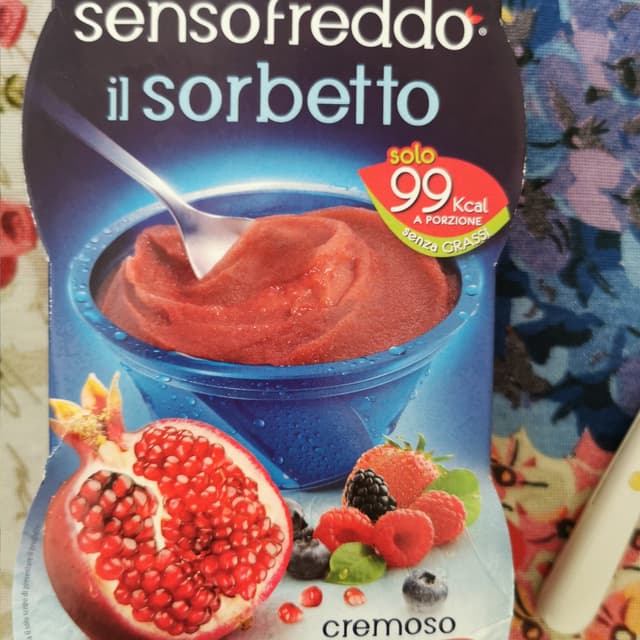 sensofreddo®
il sorbetto
solo
99 Kcal
A PORZIONE
senza GRASSI
cremoso